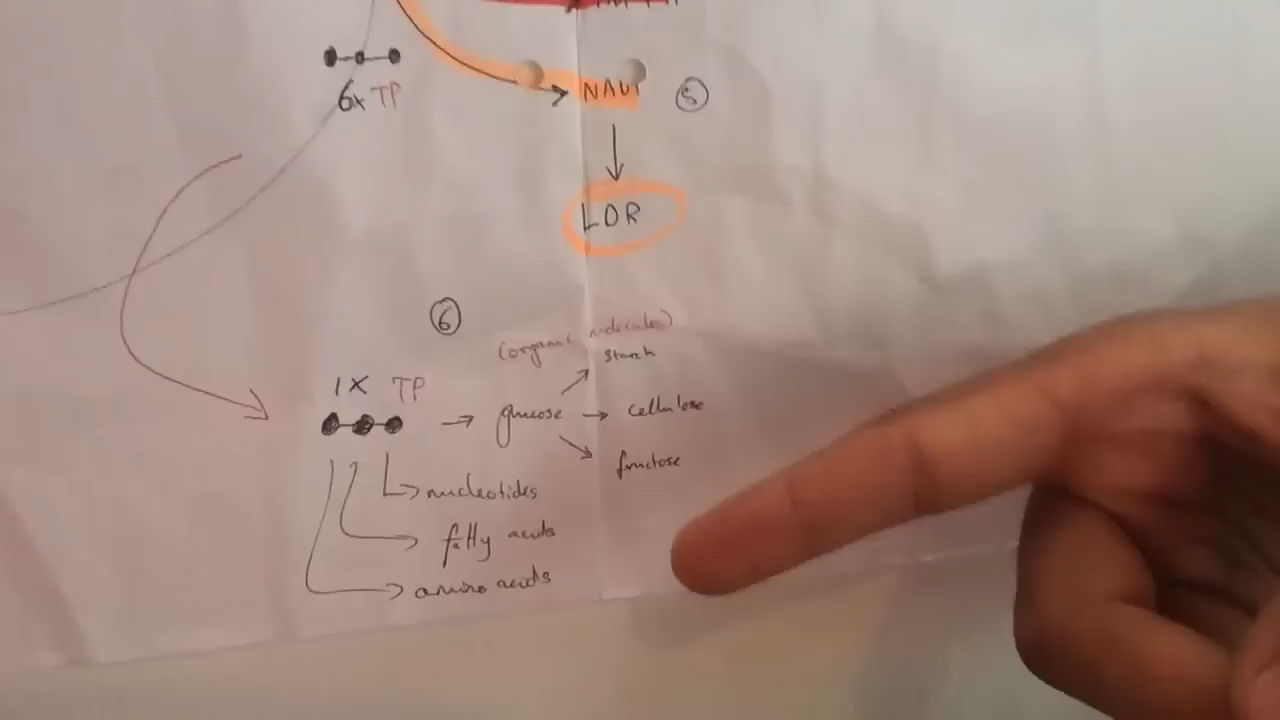 6x TP
NADP
5
LDR
6
(organic molecules)
starch
1X TP
glucose
cellulose
fructose
nucleotides
fatty acids
amino acids